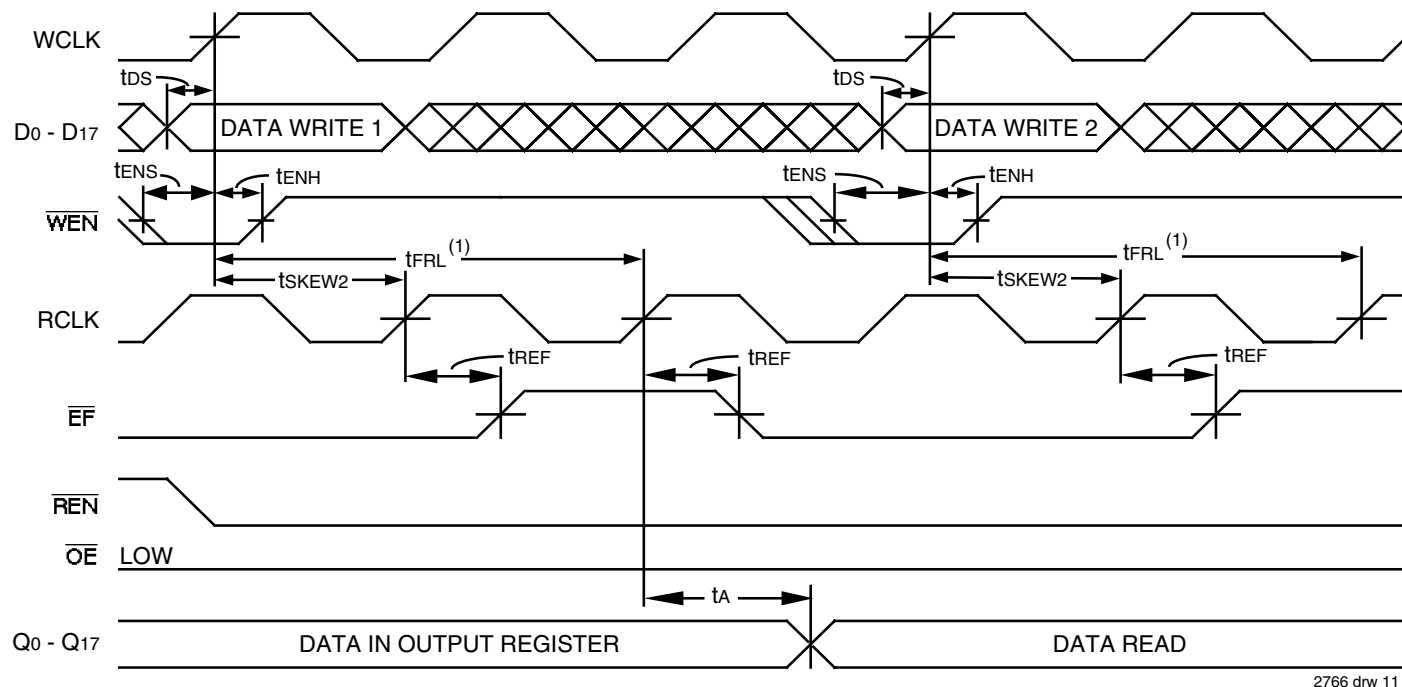 WCLK
tDS
tDS
D0 - D17
DATA WRITE 1
DATA WRITE 2
tENS
tENH
tENS
tENH
WEN
tFRL(1)
tFRL(1)
tSKEW2
tSKEW2
RCLK
tREF
tREF
tREF
EF
REN
OE
LOW
tA
Q0 - Q17
DATA IN OUTPUT REGISTER
DATA READ
2766 drw 11